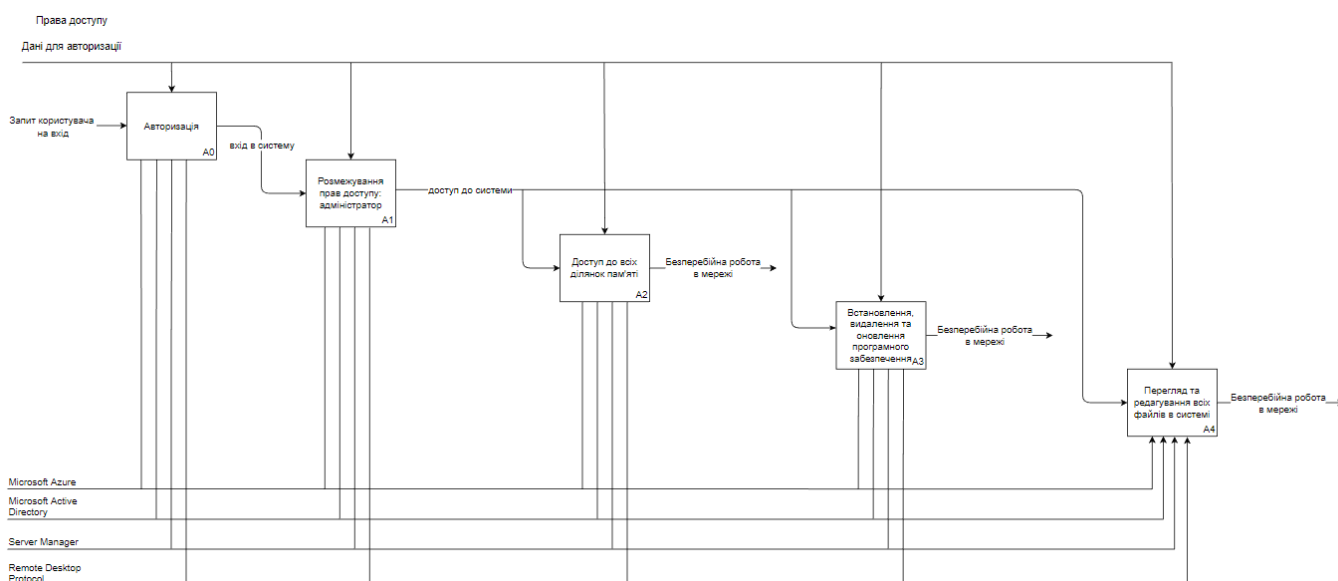 Права доступу
Дані для авторизації
Запит користувача
на вхід
Авторизація
A0
вхід в систему
Розмежування
прав доступу:
адміністратор
A1
доступ до системи
Доступ до всіх
ділянок пам'яті
A2
Безперебійна робота
в мережі
Встановлення,
видалення та
оновлення
програмного
забезпечення
A3
Безперебійна робота
в мережі
Перегляд та
редагування всіх
файлів в системі
A4
Безперебійна робота
в мережі
Microsoft Azure
Microsoft Active
Directory
Server Manager
Remote Desktop
Protocol